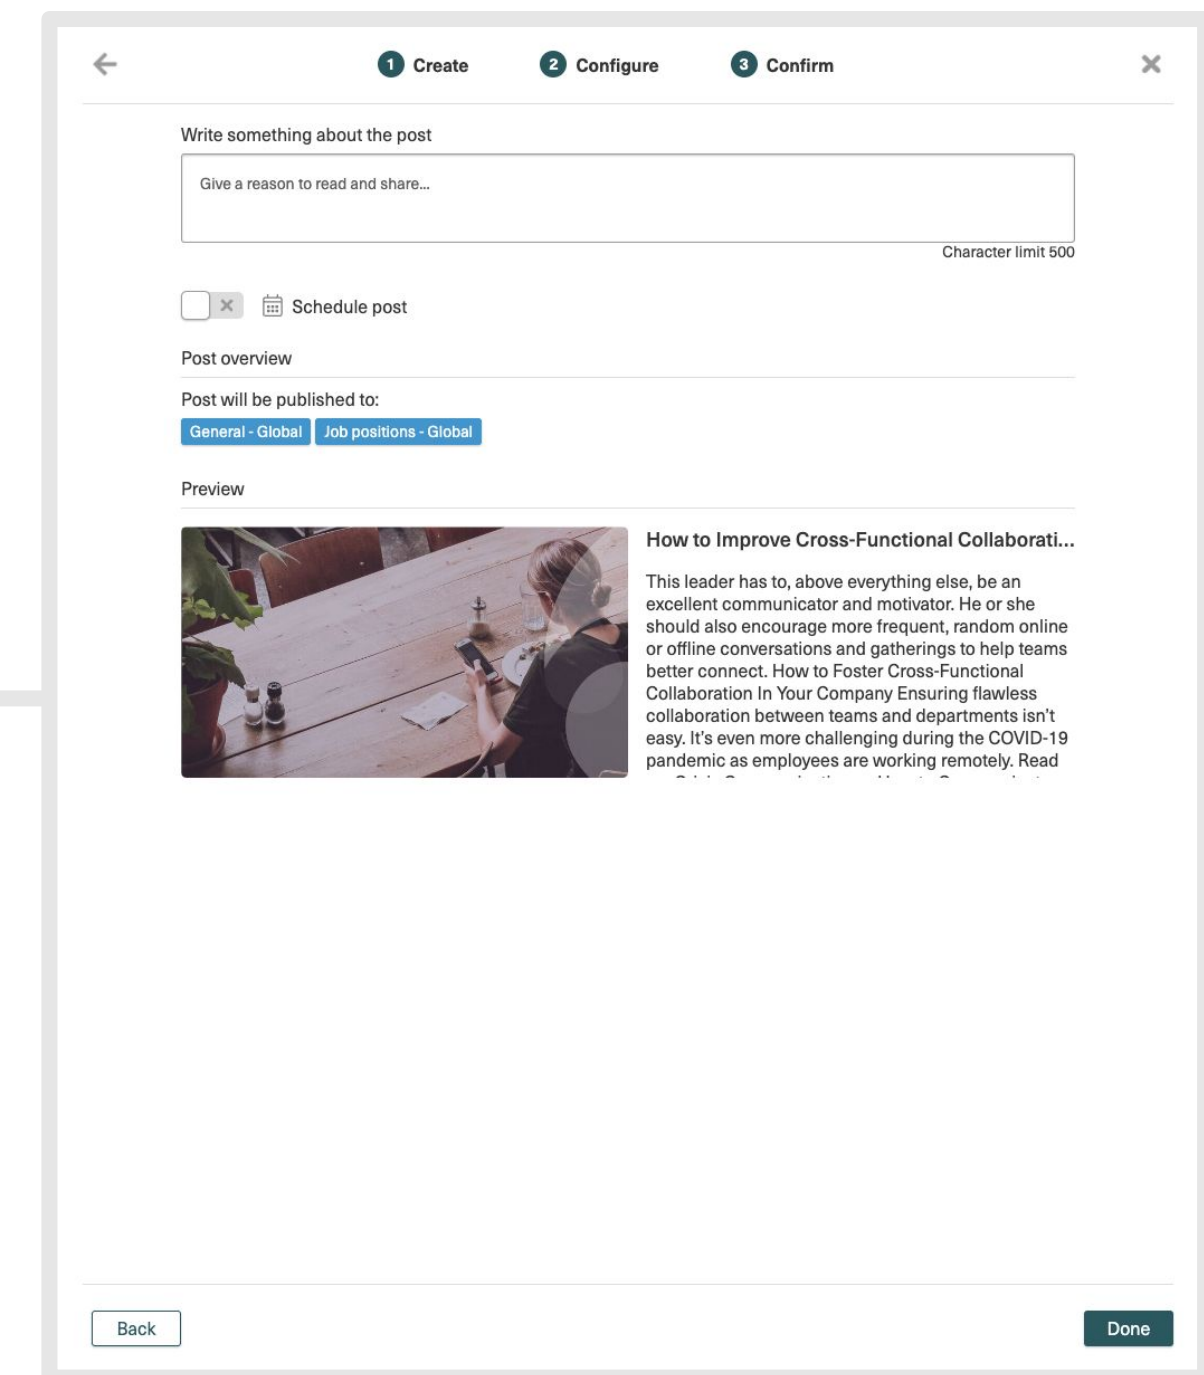 1 Create 2 Configure 3 Confirm
Write something about the post
Give a reason to read and share...
Character limit 500
Schedule post
Post overview
Post will be published to:
General - Global Job positions - Global
Preview
How to Improve Cross-Functional Collaborati...
This leader has to, above everything else, be an
excellent communicator and motivator. He or she
should also encourage more frequent, random online
or offline conversations and gatherings to help teams
better connect. How to Foster Cross-Functional
Collaboration In Your Company Ensuring flawless
collaboration between teams and departments isn't
easy. It's even more challenging during the COVID-19
pandemic as employees are working remotely. Read
Back Done